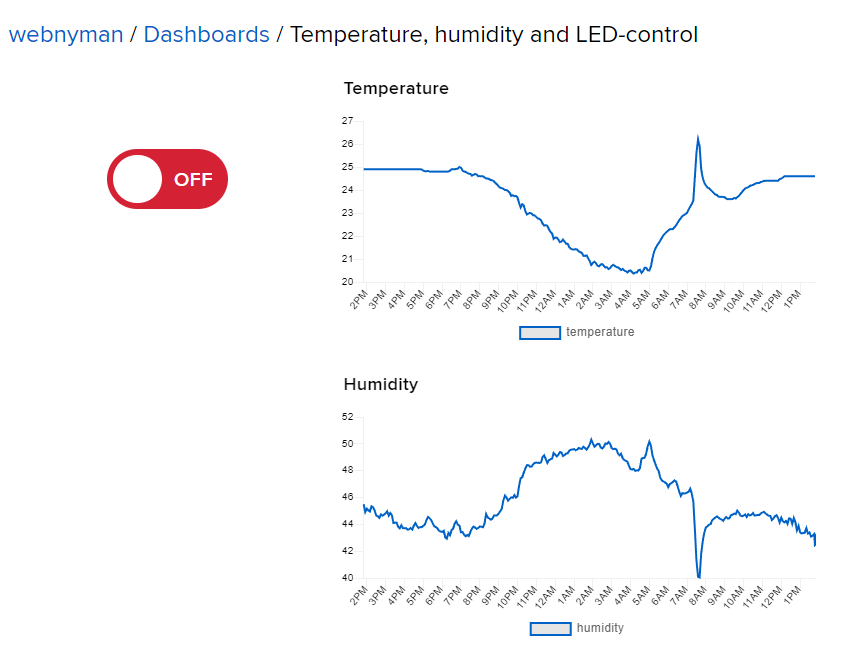 webnyman / Dashboards / Temperature, humidity and LED-control
OFF
Temperature
27
26
25
24
23
22
21
20
2PM 3PM 4PM 5PM 6PM 7PM 8PM 9PM 10PM 11PM 12AM 1AM 2AM 3AM 4AM 5AM 6AM 7AM 8AM 9AM 10AM 11AM 12PM 1PM
temperature
Humidity
52
50
48
46
44
42
40
2PM 3PM 4PM 5PM 6PM 7PM 8PM 9PM 10PM 11PM 12AM 1AM 2AM 3AM 4AM 5AM 6AM 7AM 8AM 9AM 10AM 11AM 12PM 1PM
humidity